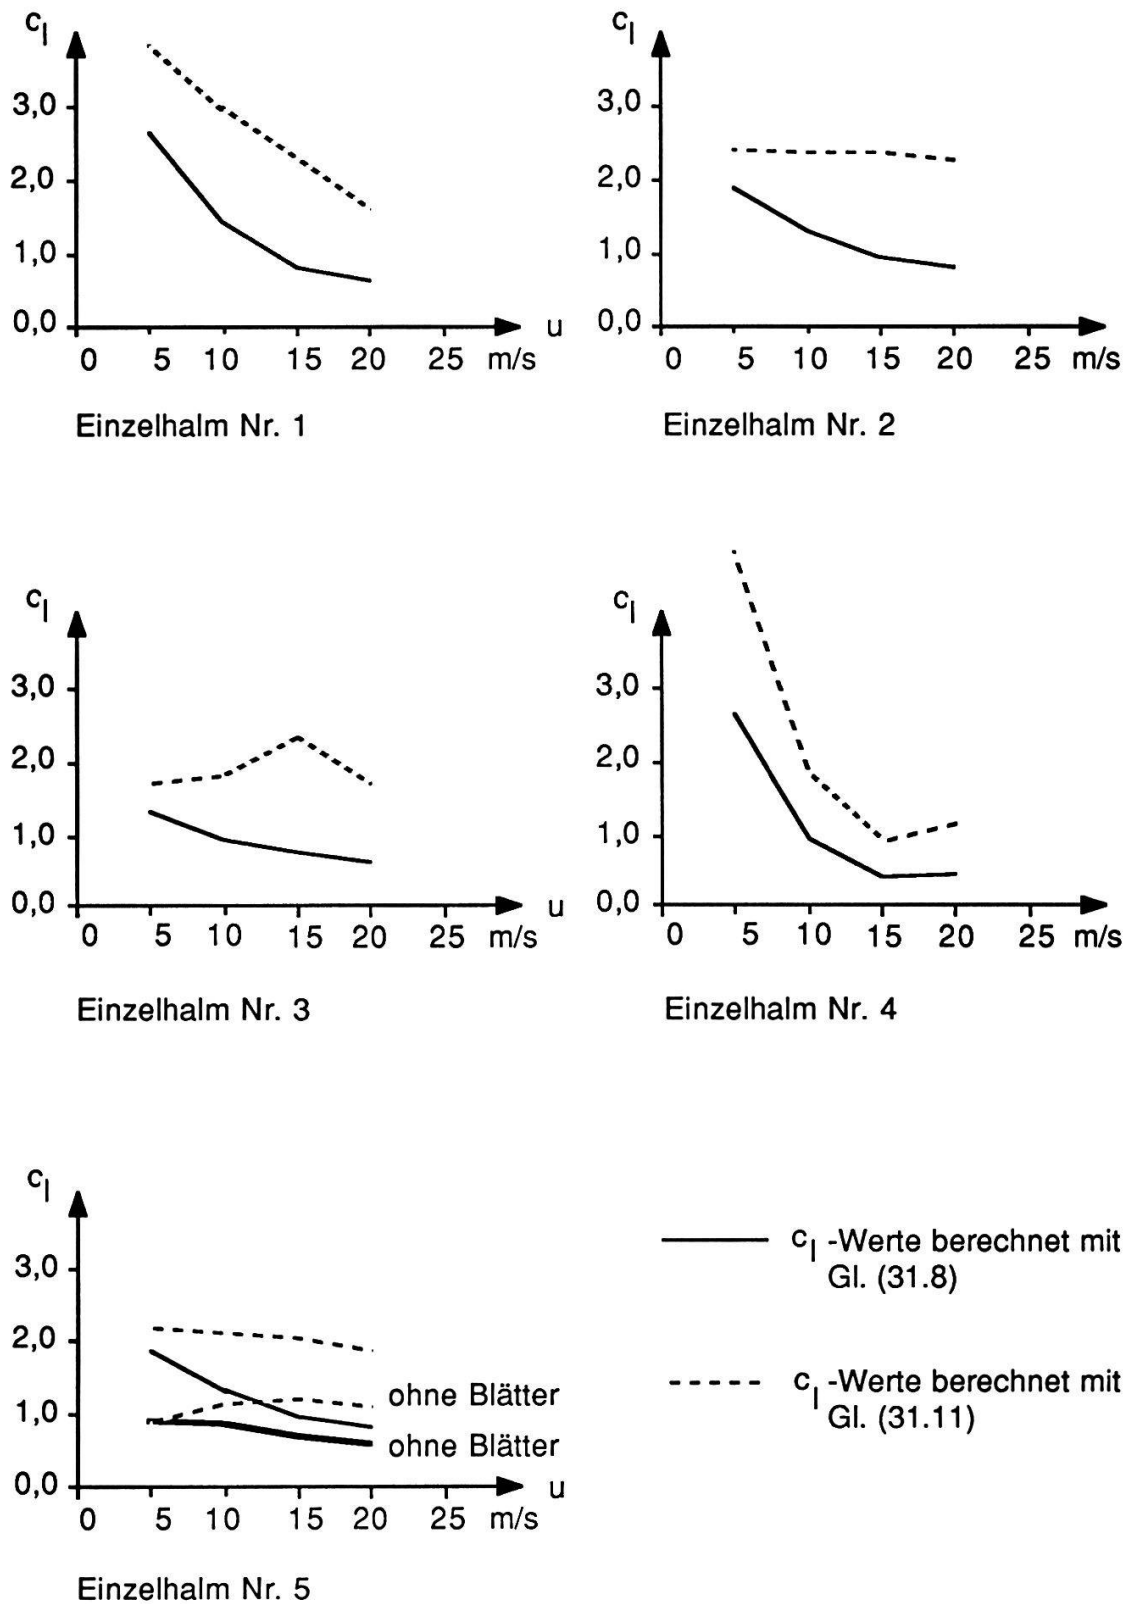 c_l
3,0
2,0
1,0
0,0
0 5 10 15 20 25 m/s
u
Einzelhalm Nr. 1
c_l
3,0
2,0
1,0
0,0
0 5 10 15 20 25 m/s
Einzelhalm Nr. 2
c_l
3,0
2,0
1,0
0,0
u
0 5 10 15 20 25 m/s
Einzelhalm Nr. 3
c_l
3,0
2,0
1,0
0,0
0 5 10 15 20 25 m/s
Einzelhalm Nr. 4
c_l
3,0
2,0
1,0
0,0
ohne Blätter
ohne Blätter
u
0 5 10 15 20 25 m/s
Einzelhalm Nr. 5
c_l -Werte berechnet mit
Gl. (31.8)
c_l -Werte berechnet mit
Gl. (31.11)